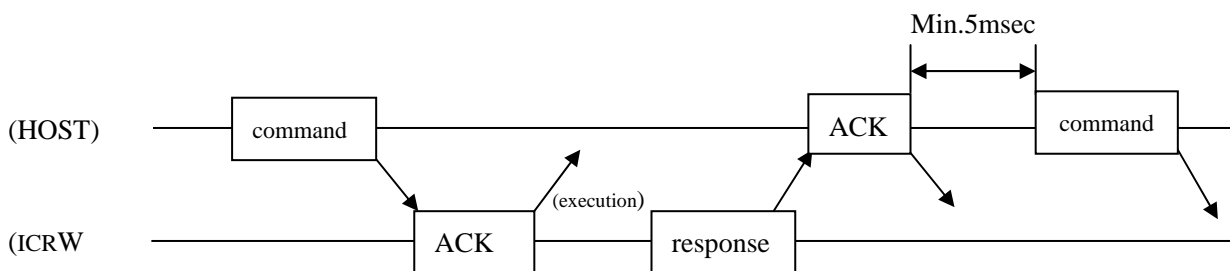 Min.5msec
(HOST)
command
ACK
command
(execution)
(ICRW
ACK
response